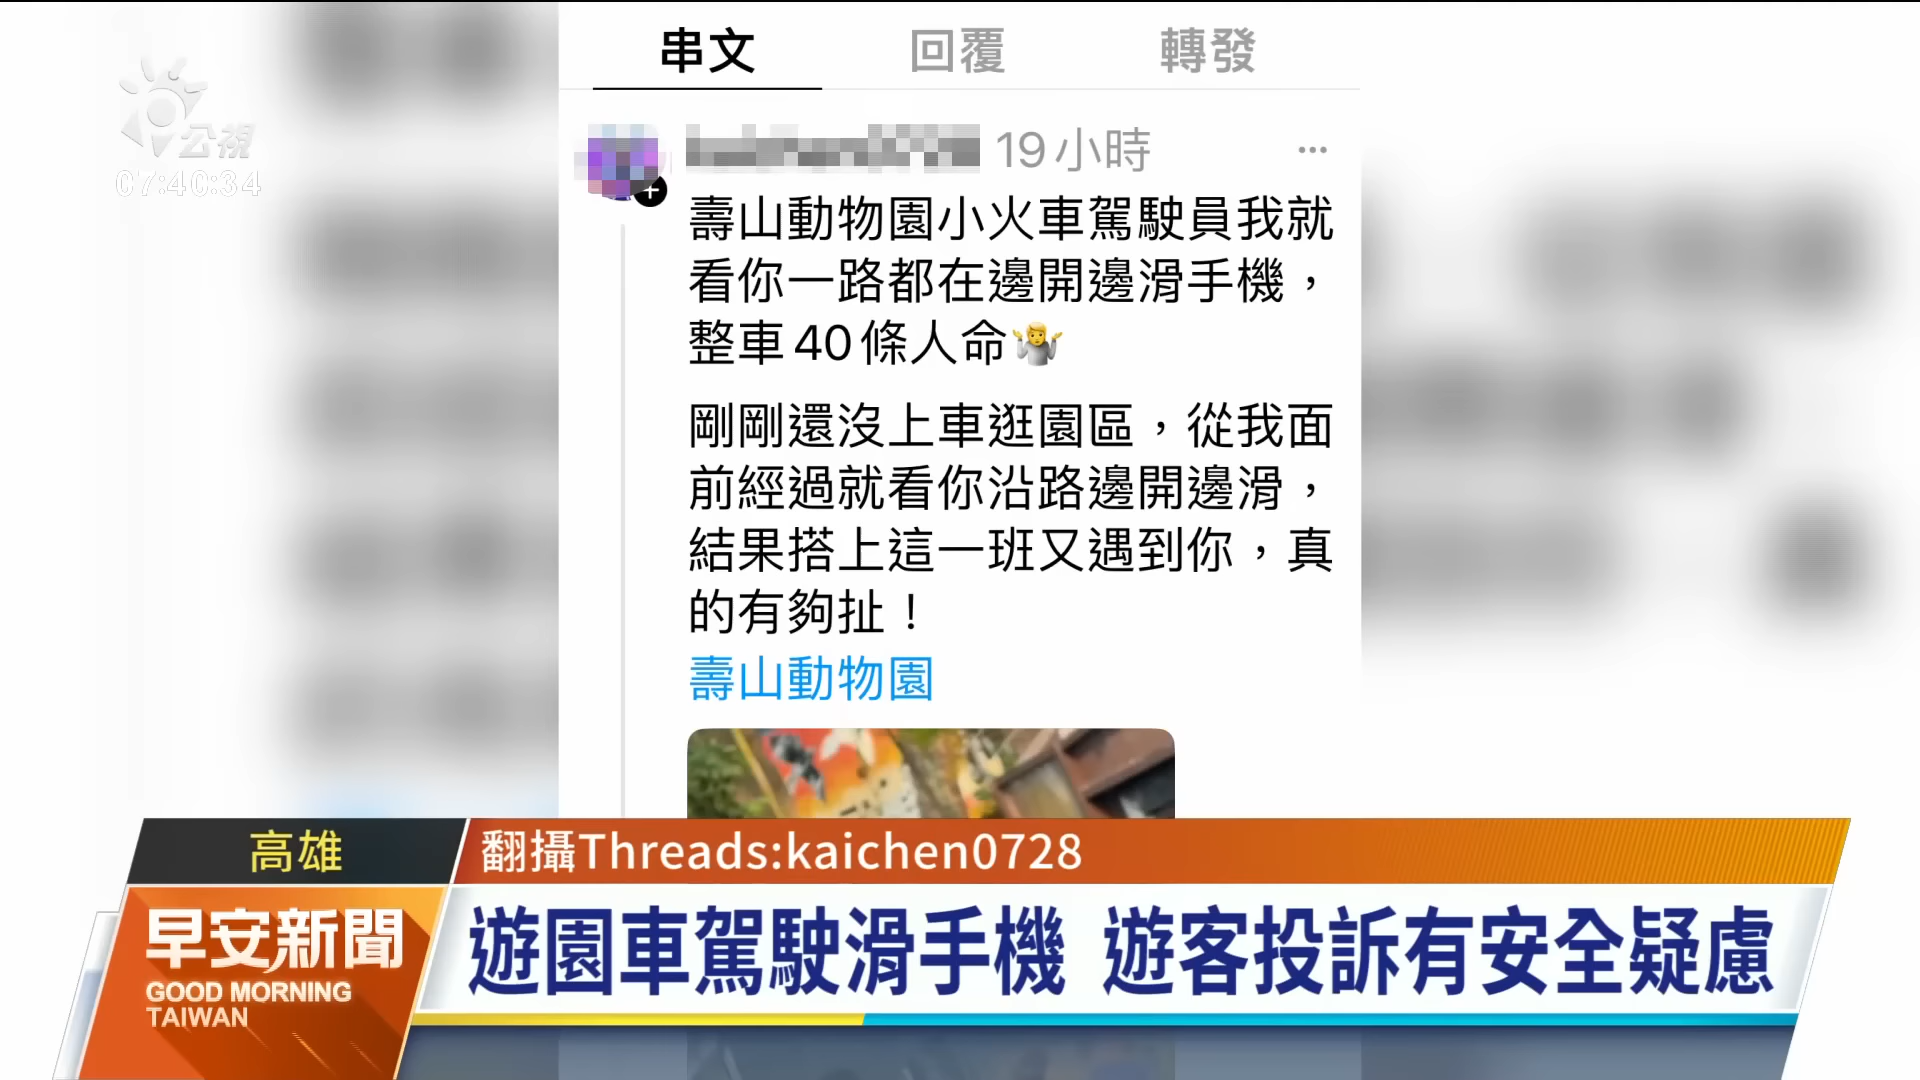 串文 回覆 轉發
公視
07:40:34
19小時
壽山動物園小火車駕駛員我就
看你一路都在邊開邊滑手機，
整車40條人命🤷‍♂️
剛剛還沒上車逛園區，從我面
前經過就看你沿路邊開邊滑，
結果搭上這一班又遇到你，真
的有夠扯！
壽山動物園
高雄
翻攝Threads:kaichen0728
早安新聞
GOOD MORNING
TAIWAN
遊園車駕駛滑手機 遊客投訴有安全疑慮